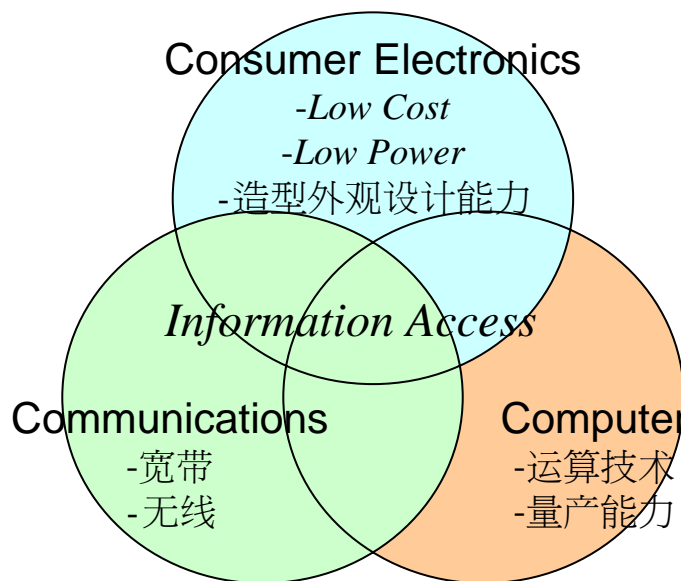 Consumer Electronics
-Low Cost
-Low Power
-造型外观设计能力
Information Access
Communications
-宽带
-无线
Computer
-运算技术
-量产能力